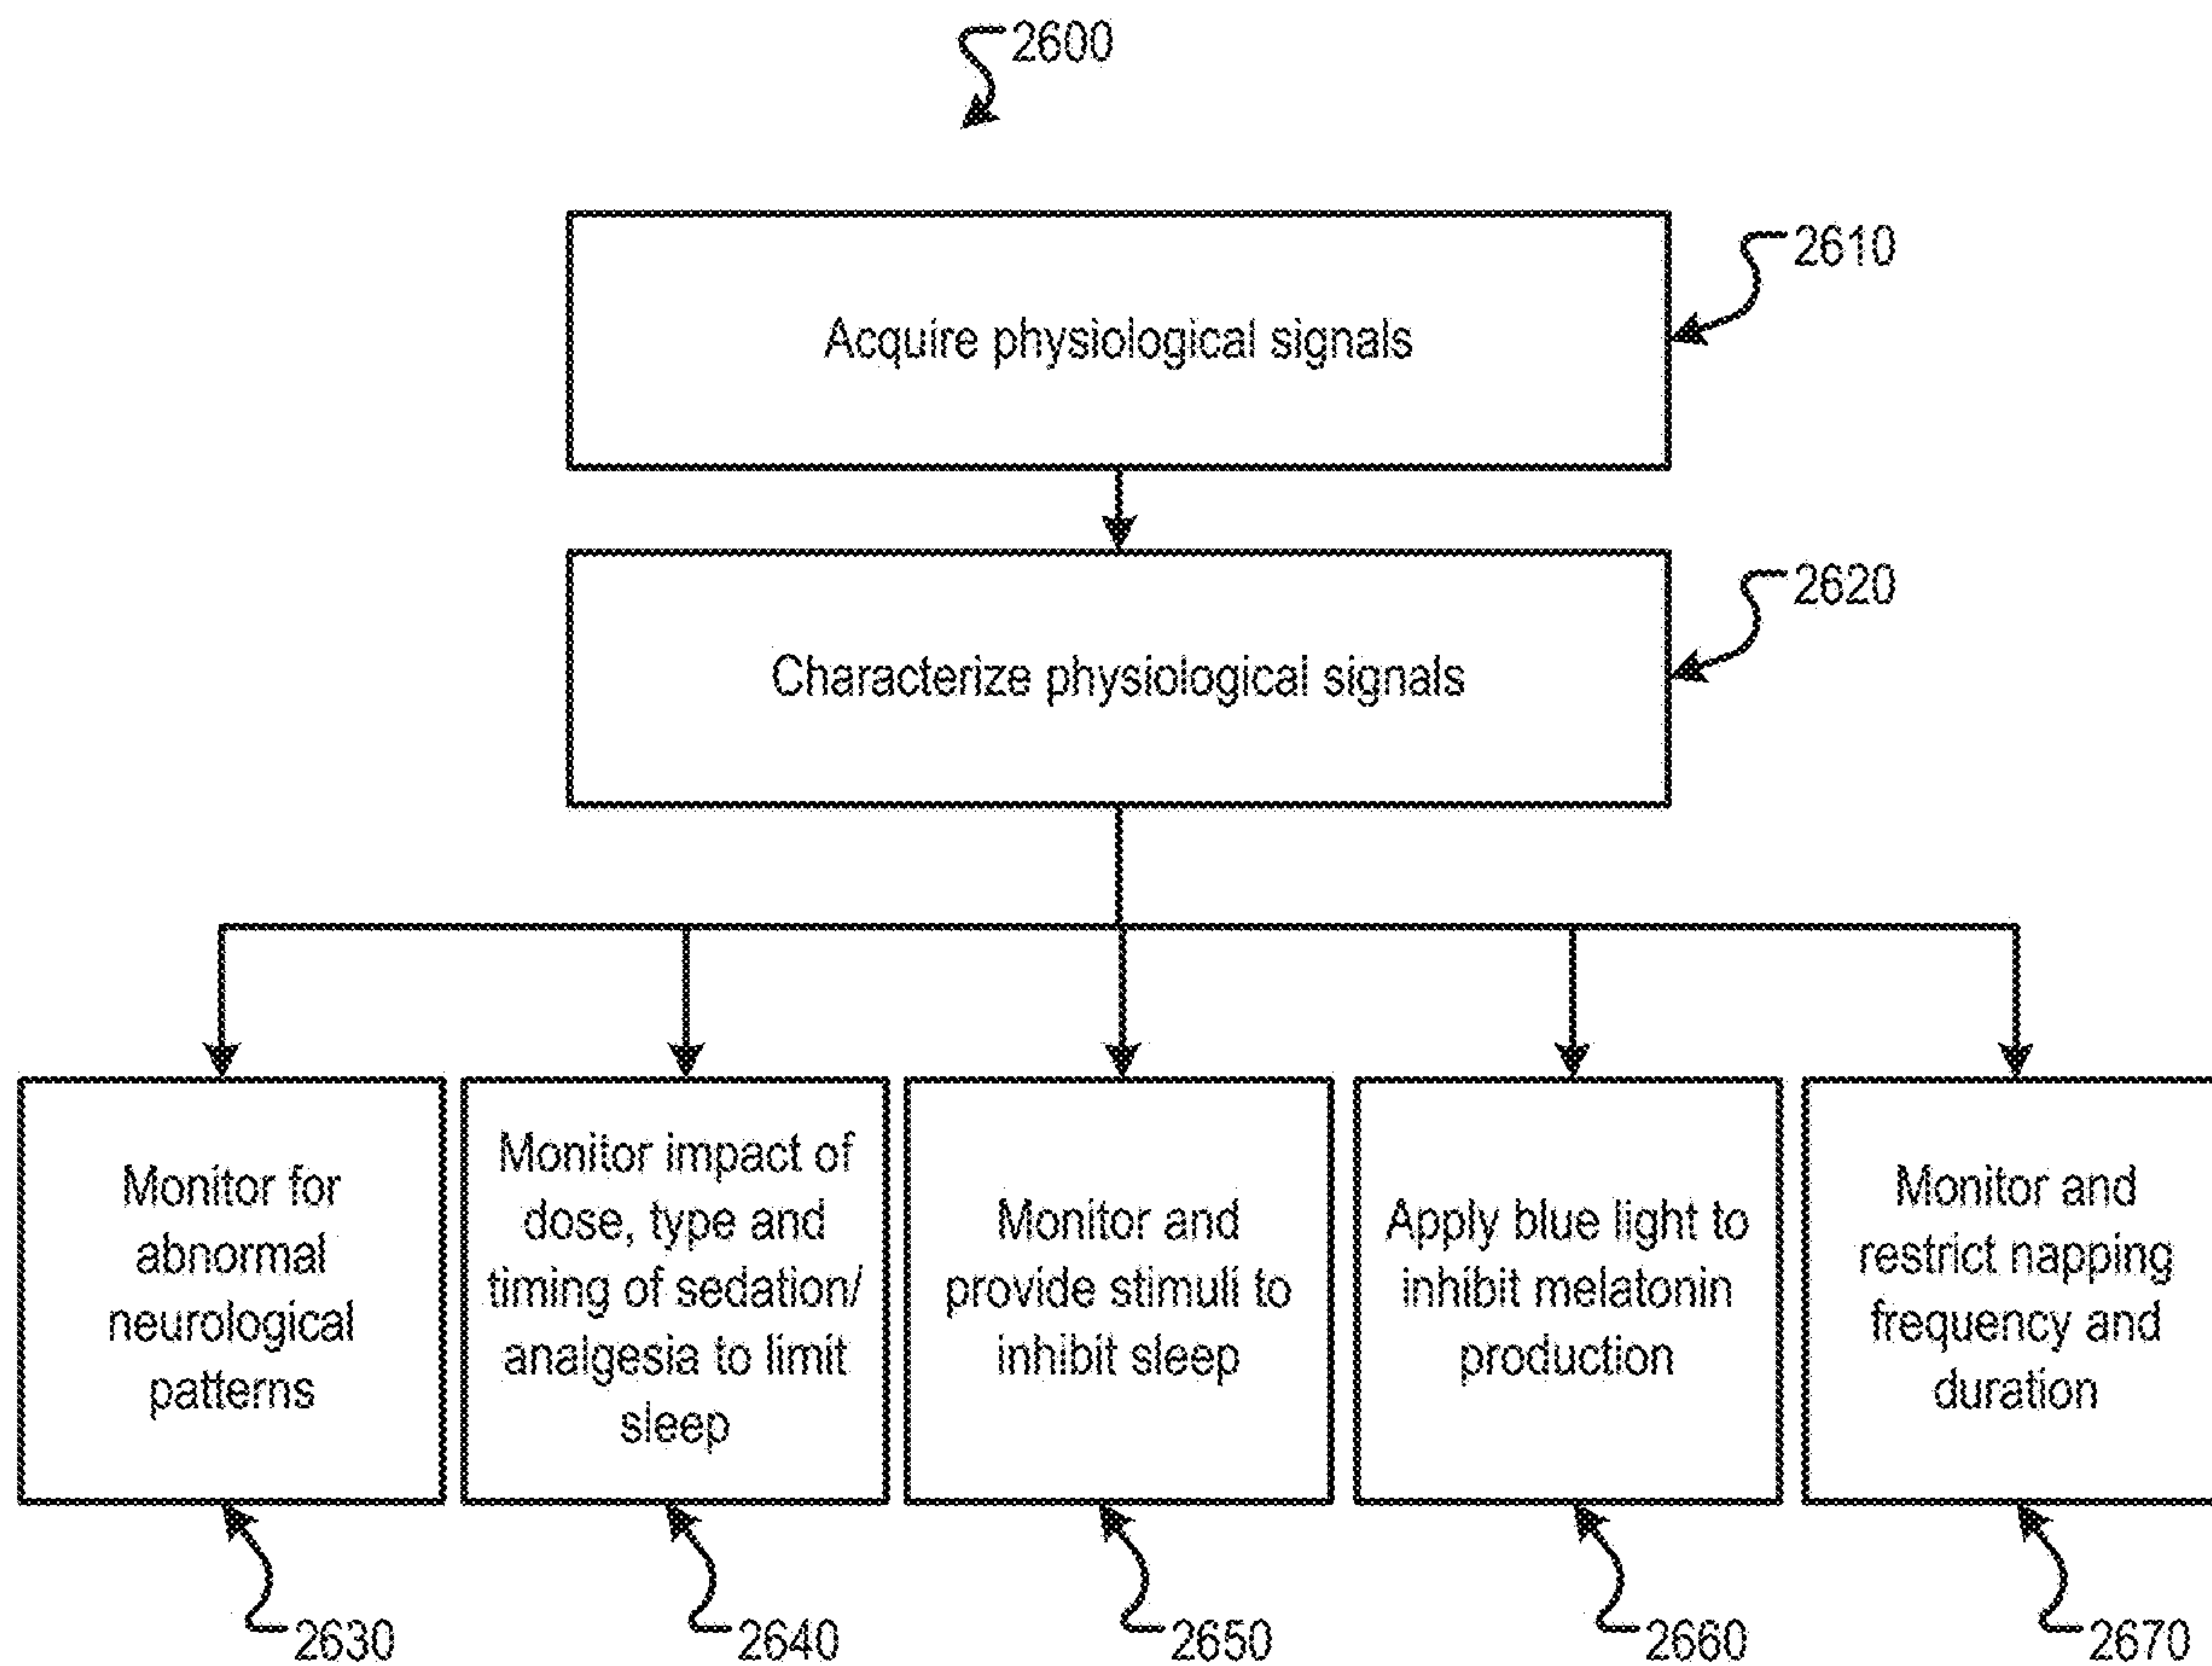 2600
Acquire physiological signals
2610
Characterize physiological signals
2620
Monitor for
abnormal
neurological
patterns
Monitor impact of
dose, type and
timing of sedation/
analgesia to limit
sleep
Monitor and
provide stimuli to
inhibit sleep
Apply blue light to
inhibit melatonin
production
Monitor and
restrict napping
frequency and
duration
2630
2640
2650
2660
2670